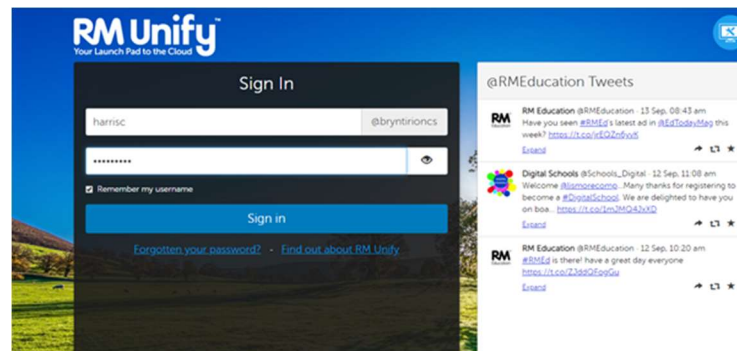 RM Unify™
Your Launch Pad to the Cloud
Sign In
harrisc @bryntirioncs
•••••••••
Remember my username
Sign in
Forgotten your password? - Find out about RM Unify
@RMEducation Tweets
RM Education @RMEducation · 13 Sep, 08:43 am
Have you seen #RMEd's latest ad in @EdTodayMag this
week? https://t.co/jrEQZn6yyK
Expand
Digital Schools @Schools_Digital · 12 Sep, 11:08 am
Welcome @lismorecomp...Many thanks for registering to
become a #DigitalSchool. We are delighted to have you
on boa... https://t.co/1mJMQ4JxXD
Expand
RM Education @RMEducation · 12 Sep, 10:20 am
#RMEd is there! have a great day everyone
https://t.co/ZJddQFogGu
Expand